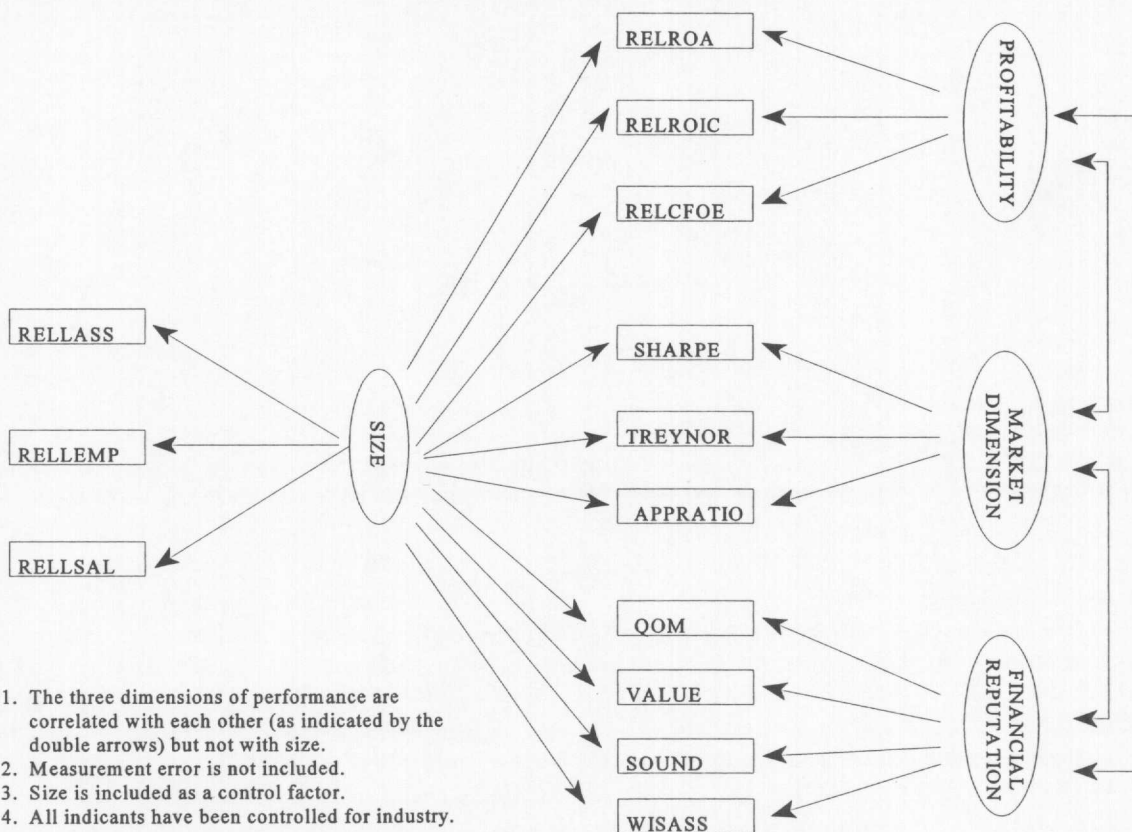 RELROA
RELROIC
RELCFOE
PROFITABILITY
RELLASS
RELLEMP
RELLSAL
SIZE
SHARPE
TREYNOR
APPRATIO
MARKET
DIMENSION
QOM
VALUE
SOUND
WISASS
FINANCIAL
REPUTATION
1. The three dimensions of performance are
correlated with each other (as indicated by the
double arrows) but not with size.
2. Measurement error is not included.
3. Size is included as a control factor.
4. All indicants have been controlled for industry.